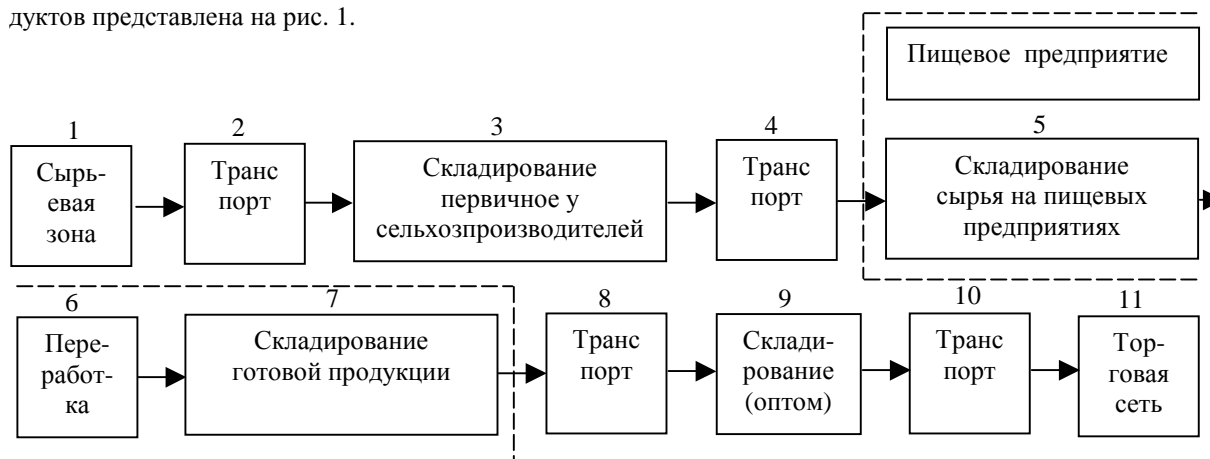 дуктов представлена на рис. 1.
Пищевое предприятие
1
Сырь-
евая
зона
2
Транс
порт
3
Складирование
первичное у
сельхозпроизводителей
4
Транс
порт
5
Складирование
сырья на пищевых
предприятиях
6
Пере-
работ-
ка
7
Складирование
готовой продукции
8
Транс
порт
9
Склади-
рование
(оптом)
10
Транс
порт
11
Тор-
говая
сеть